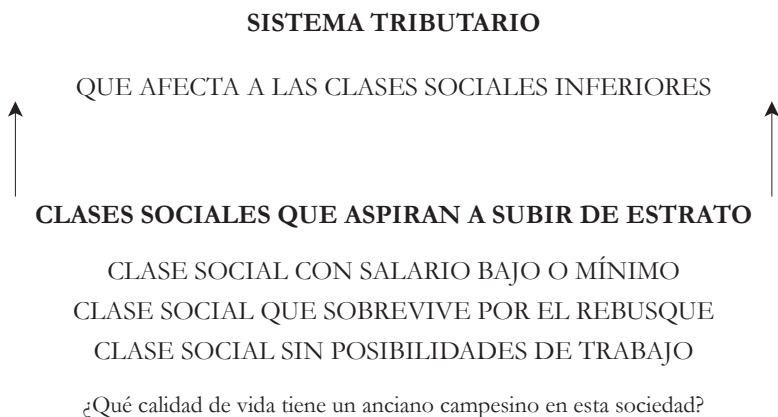 SISTEMA TRIBUTARIO
QUE AFECTA A LAS CLASES SOCIALES INFERIORES
CLASES SOCIALES QUE ASPIRAN A SUBIR DE ESTRATO
CLASE SOCIAL CON SALARIO BAJO O MÍNIMO
CLASE SOCIAL QUE SOBREVIVE POR EL REBUSQUE
CLASE SOCIAL SIN POSIBILIDADES DE TRABAJO
¿Qué calidad de vida tiene un anciano campesino en esta sociedad?